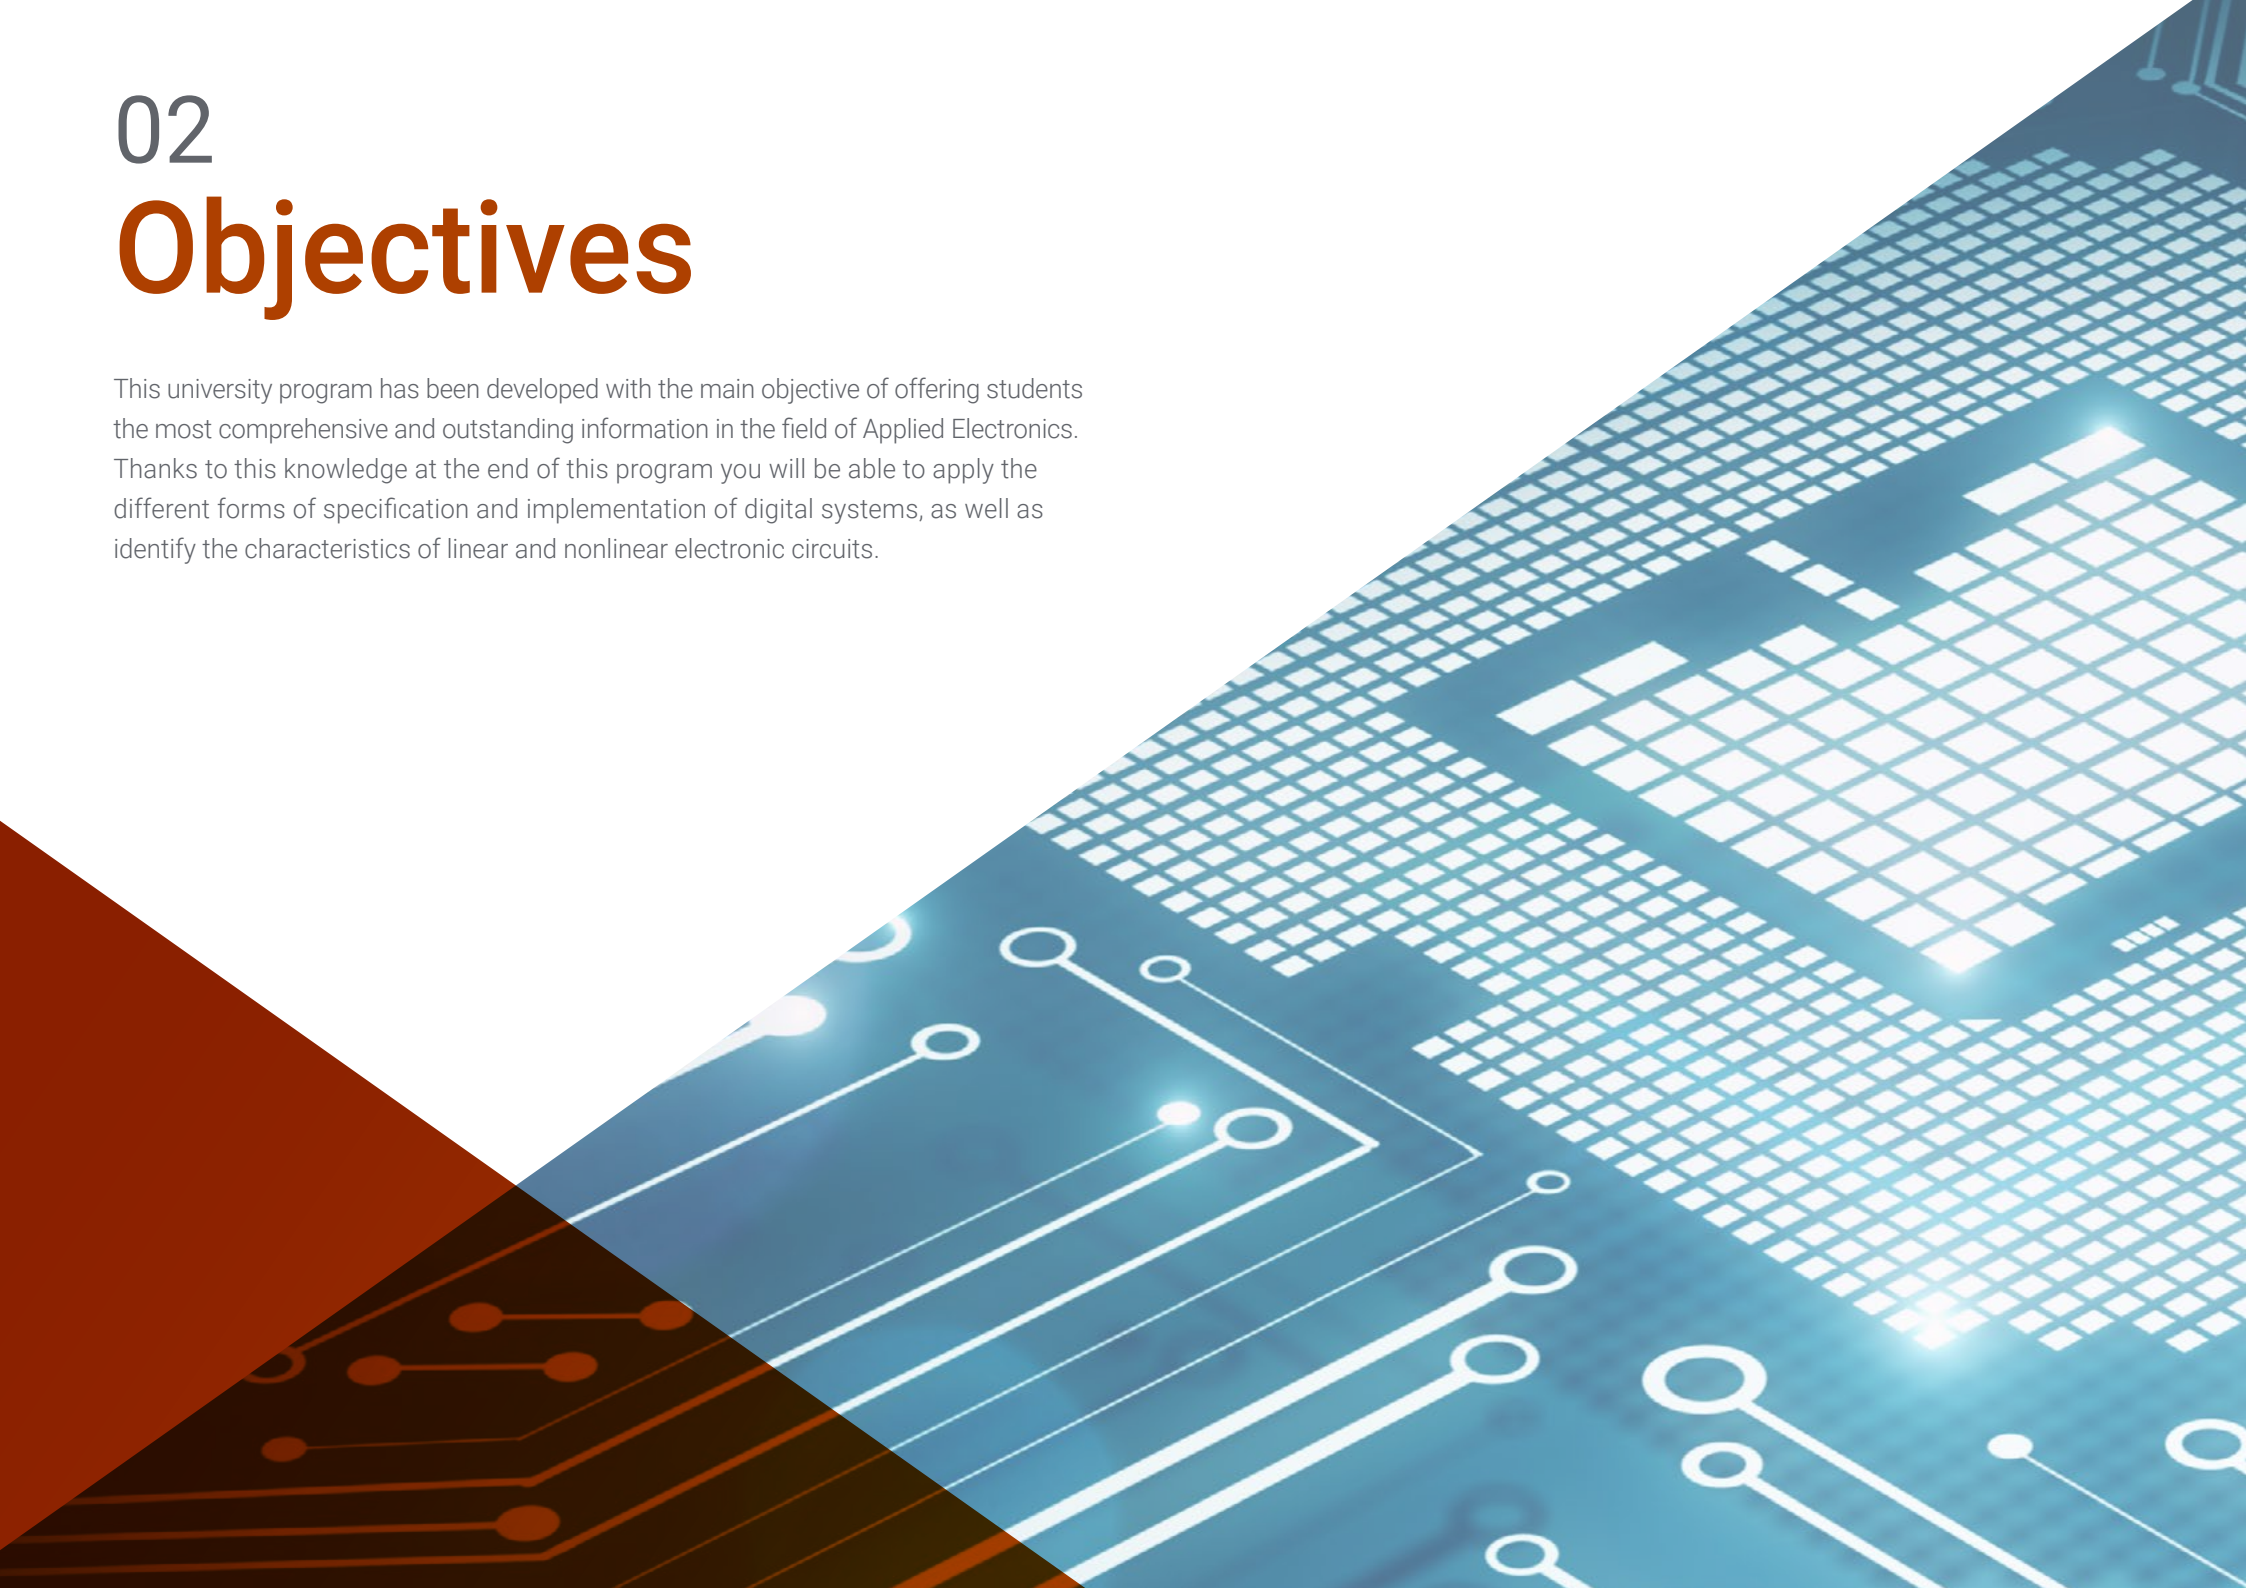 02
Objectives
This university program has been developed with the main objective of offering students
the most comprehensive and outstanding information in the field of Applied Electronics.
Thanks to this knowledge at the end of this program you will be able to apply the
different forms of specification and implementation of digital systems, as well as
identify the characteristics of linear and nonlinear electronic circuits.